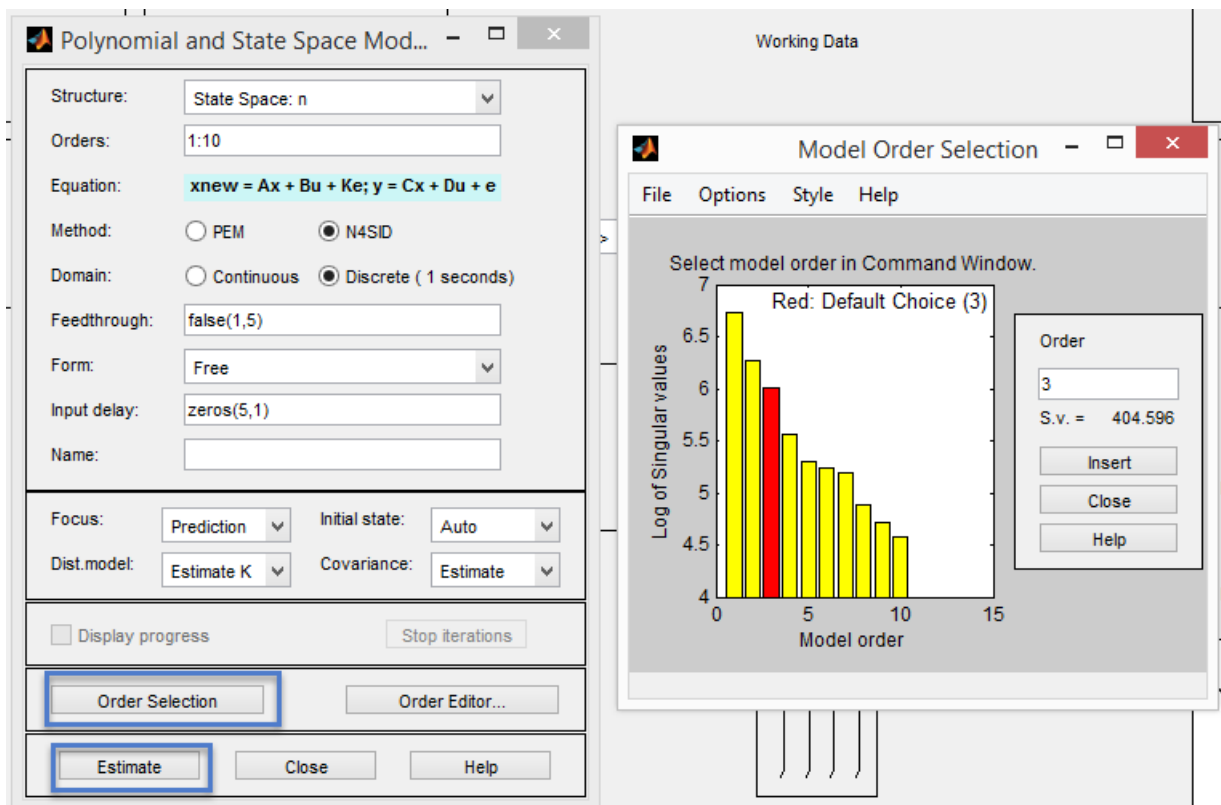 Polynomial and State Space Mod...
Structure: State Space: n
Orders: 1:10
Equation: xnew = Ax + Bu + Ke; y = Cx + Du + e
Method: PEM N4SID
Domain: Continuous Discrete ( 1 seconds)
Feedthrough: false(1,5)
Form: Free
Input delay: zeros(5,1)
Name:
Focus: Prediction Initial state: Auto
Dist.model: Estimate K Covariance: Estimate
Display progress Stop iterations
Order Selection Order Editor...
Estimate Close Help
Working Data
>
Model Order Selection
File Options Style Help
Select model order in Command Window.
Red: Default Choice (3)
Log of Singular values
7
6.5
6
5.5
5
4.5
4
0 5 10 15
Model order
Order
3
S.v. = 404.596
Insert
Close
Help